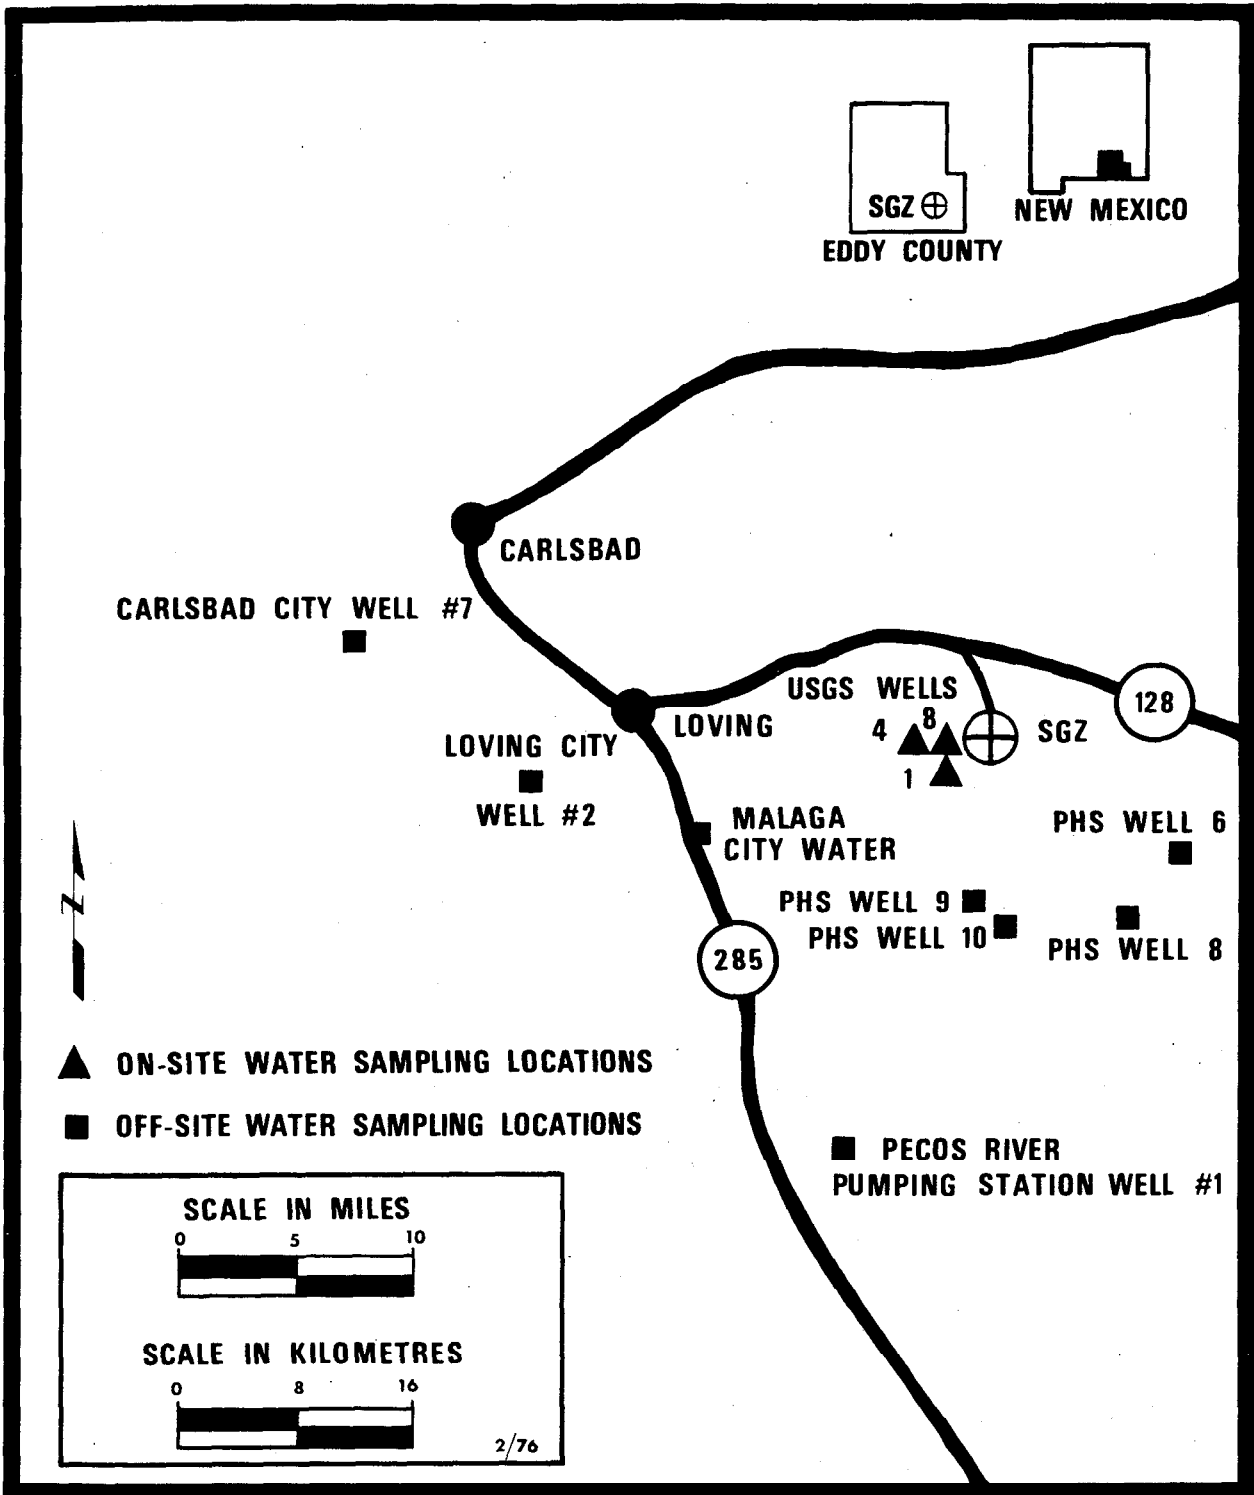 SGZ
EDDY COUNTY
NEW MEXICO
CARLSBAD
CARLSBAD CITY WELL #7
USGS WELLS
4
8
1
SGZ
128
LOVING
LOVING CITY
WELL #2
MALAGA
CITY WATER
PHS WELL 6
PHS WELL 9
PHS WELL 10
PHS WELL 8
285
N
ON-SITE WATER SAMPLING LOCATIONS
OFF-SITE WATER SAMPLING LOCATIONS
PECOS RIVER
PUMPING STATION WELL #1
SCALE IN MILES
0 5 10
SCALE IN KILOMETRES
0 8 16
2/76